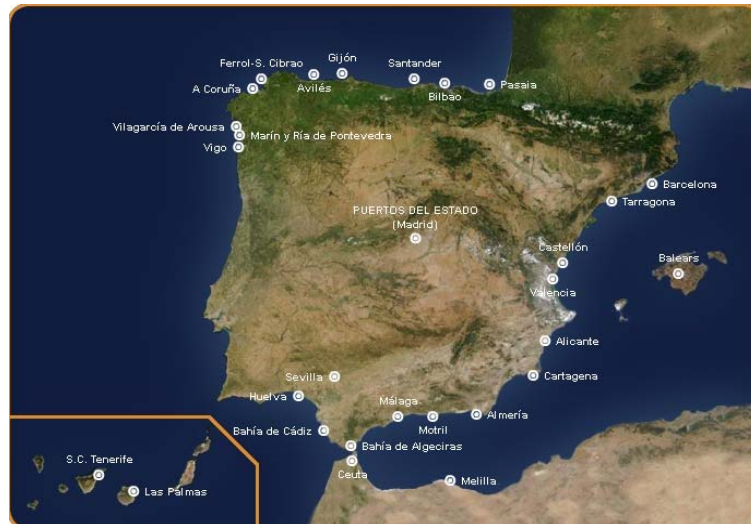 Gijón
Ferrol-S. Cibrao
Santander
A Coruña
Avilés
Bilbao
Pasaia
Vilagarcía de Arousa
Marín y Ría de Pontevedra
Vigo
Barcelona
Tarragona
PUERTOS DEL ESTADO
(Madrid)
Castellón
Balears
Valencia
Alicante
Sevilla
Cartagena
Huelva
Málaga
Almería
Bahía de Cádiz
Motril
Bahía de Algeciras
S.C. Tenerife
Ceuta
Melilla
Las Palmas